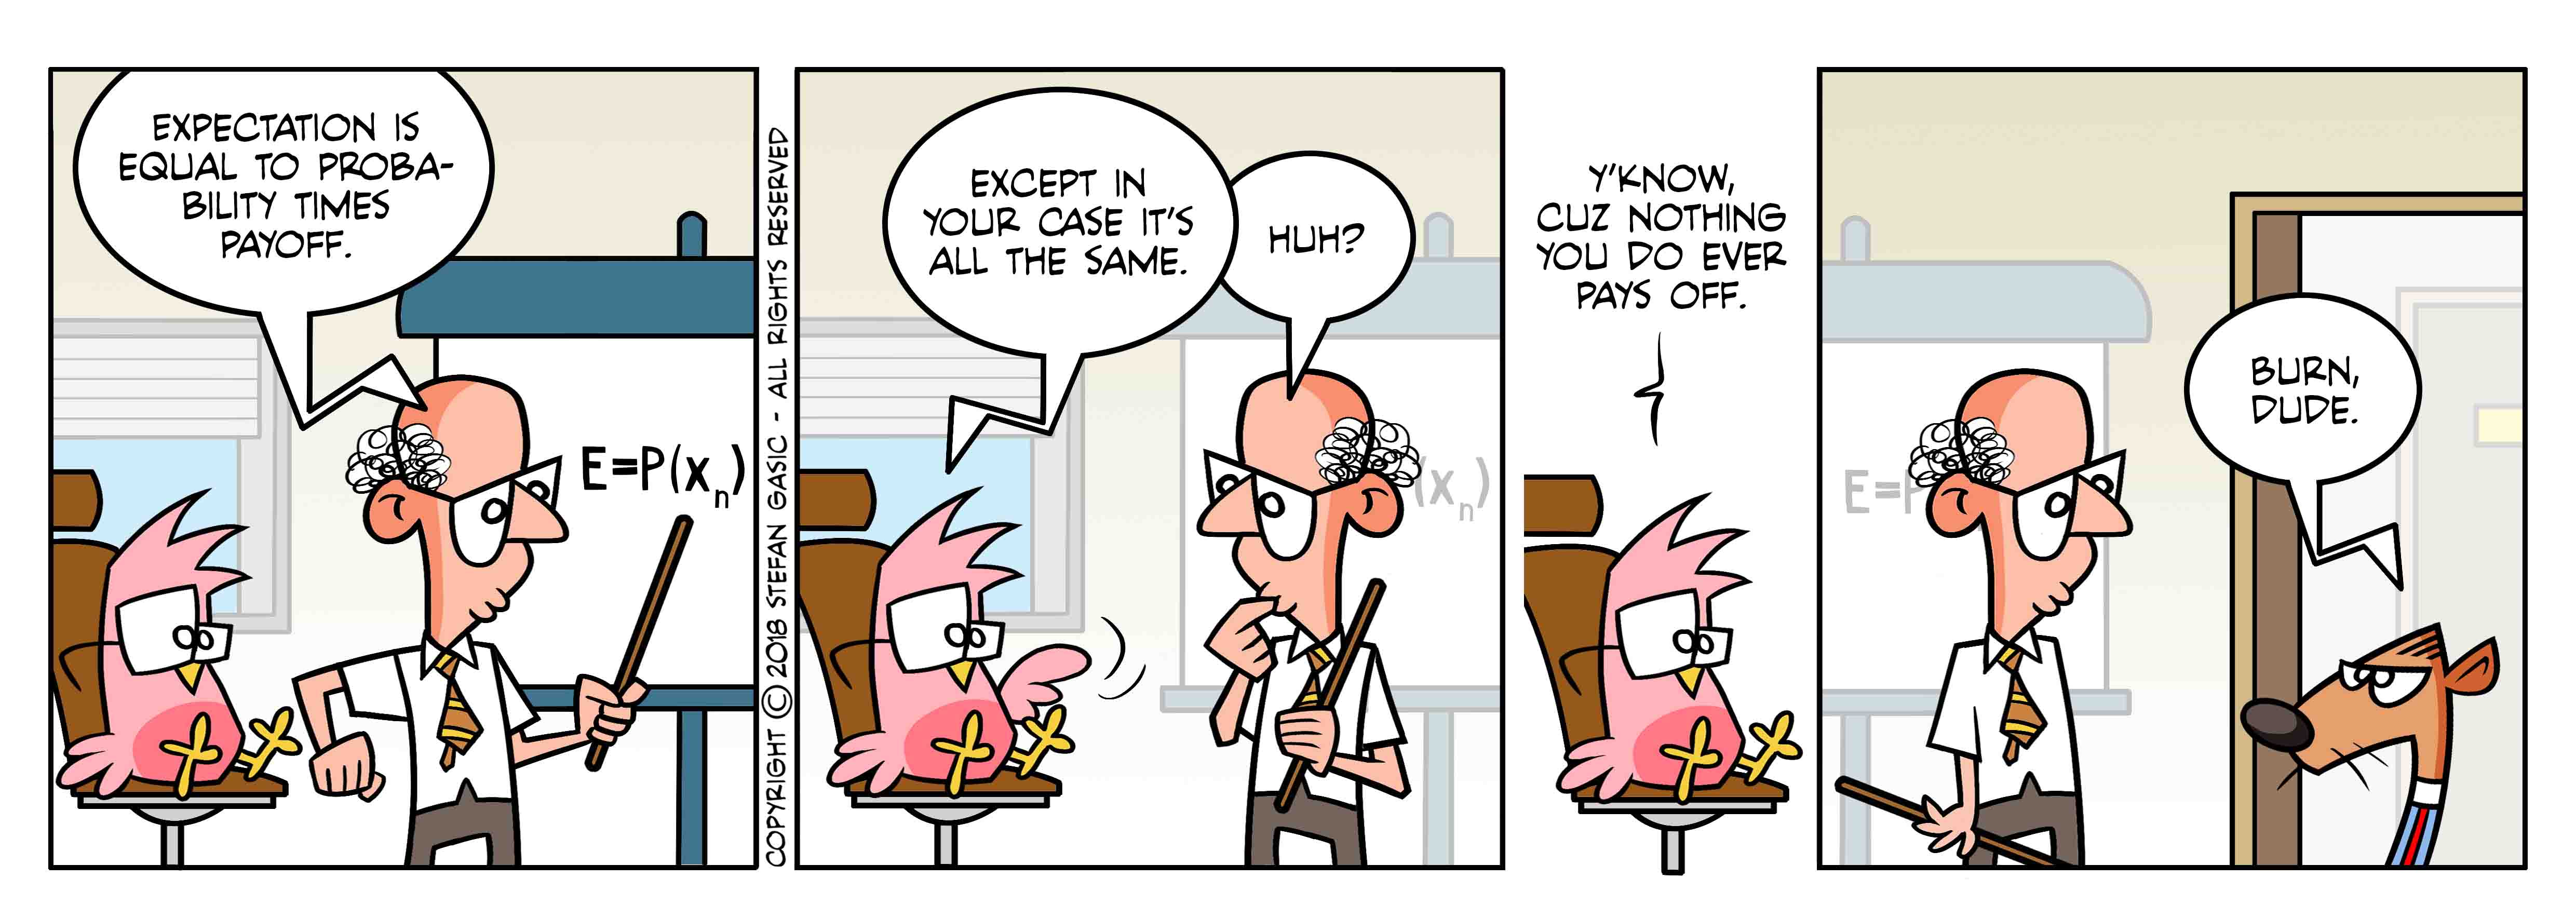 EXPECTATION IS
EQUAL TO PROBA-
BILITY TIMES
PAYOFF.
E=P(xn)
COPYRIGHT © 2018 STEFAN GASIC - ALL RIGHTS RESERVED
EXCEPT IN
YOUR CASE IT'S
ALL THE SAME.
HUH?
(xn)
Y'KNOW,
CUZ NOTHING
YOU DO EVER
PAYS OFF.
E=P
BURN,
DUDE.